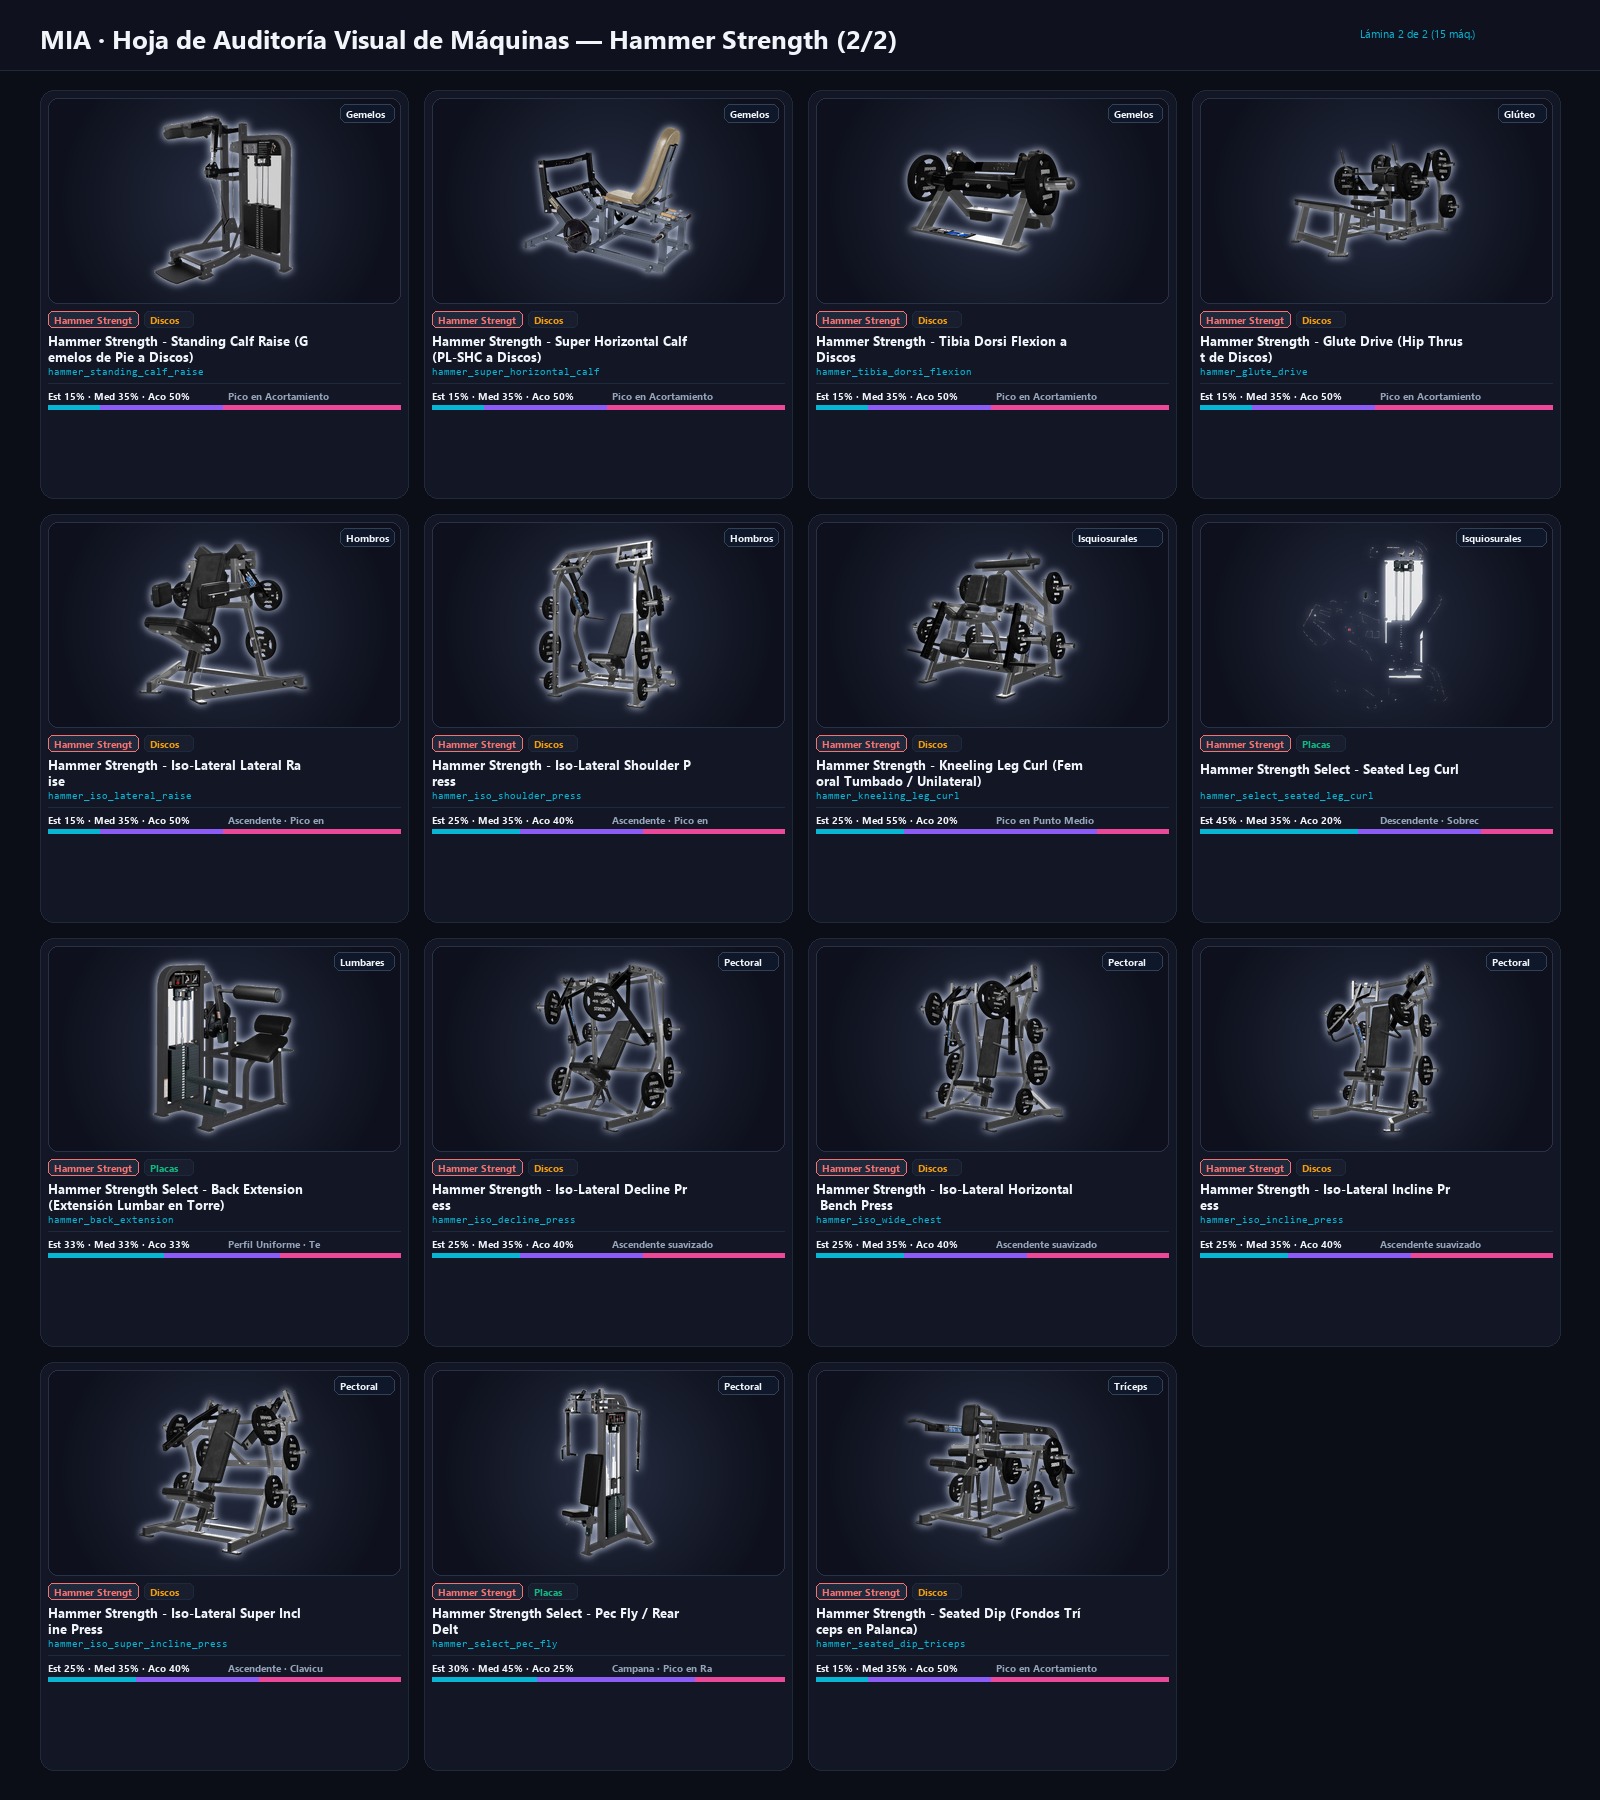 MIA · Hoja de Auditoría Visual de Máquinas — Hammer Strength (2/2)
Lámina 2 de 2 (15 máq.)
Gemelos
Hammer Strengt
Discos
Hammer Strength - Standing Calf Raise (G
emelos de Pie a Discos)
hammer_standing_calf_raise
Est 15% · Med 35% · Aco 50%
Pico en Acortamiento
Gemelos
Hammer Strengt
Discos
Hammer Strength - Super Horizontal Calf
(PL-SHC a Discos)
hammer_super_horizontal_calf
Est 15% · Med 35% · Aco 50%
Pico en Acortamiento
Gemelos
Hammer Strengt
Discos
Hammer Strength - Tibia Dorsi Flexion a
Discos
hammer_tibia_dorsi_flexion
Est 15% · Med 35% · Aco 50%
Pico en Acortamiento
Glúteo
Hammer Strengt
Discos
Hammer Strength - Glute Drive (Hip Thrus
t de Discos)
hammer_glute_drive
Est 15% · Med 35% · Aco 50%
Pico en Acortamiento
Hombros
Hammer Strengt
Discos
Hammer Strength - Iso-Lateral Lateral Ra
ise
hammer_iso_lateral_raise
Est 15% · Med 35% · Aco 50%
Ascendente · Pico en
Hombros
Hammer Strengt
Discos
Hammer Strength - Iso-Lateral Shoulder P
ress
hammer_iso_shoulder_press
Est 25% · Med 35% · Aco 40%
Ascendente · Pico en
Isquiosurales
Hammer Strengt
Discos
Hammer Strength - Kneeling Leg Curl (Fem
oral Tumbado / Unilateral)
hammer_kneeling_leg_curl
Est 25% · Med 55% · Aco 20%
Pico en Punto Medio
Isquiosurales
Hammer Strengt
Placas
Hammer Strength Select - Seated Leg Curl
hammer_select_seated_leg_curl
Est 45% · Med 35% · Aco 20%
Descendente · Sobrec
Lumbares
Hammer Strengt
Placas
Hammer Strength Select - Back Extension
(Extensión Lumbar en Torre)
hammer_back_extension
Est 33% · Med 33% · Aco 33%
Perfil Uniforme · Te
Pectoral
Hammer Strengt
Discos
Hammer Strength - Iso-Lateral Decline Pr
ess
hammer_iso_decline_press
Est 25% · Med 35% · Aco 40%
Ascendente suavizado
Pectoral
Hammer Strengt
Discos
Hammer Strength - Iso-Lateral Horizontal
Bench Press
hammer_iso_wide_chest
Est 25% · Med 35% · Aco 40%
Ascendente suavizado
Pectoral
Hammer Strengt
Discos
Hammer Strength - Iso-Lateral Incline Pr
ess
hammer_iso_incline_press
Est 25% · Med 35% · Aco 40%
Ascendente suavizado
Pectoral
Hammer Strengt
Discos
Hammer Strength - Iso-Lateral Super Incl
ine Press
hammer_iso_super_incline_press
Est 25% · Med 35% · Aco 40%
Ascendente · Clavicu
Pectoral
Hammer Strengt
Placas
Hammer Strength Select - Pec Fly / Rear
Delt
hammer_select_pec_fly
Est 30% · Med 45% · Aco 25%
Campana · Pico en Ra
Tríceps
Hammer Strengt
Discos
Hammer Strength - Seated Dip (Fondos Trí
ceps en Palanca)
hammer_seated_dip_triceps
Est 15% · Med 35% · Aco 50%
Pico en Acortamiento